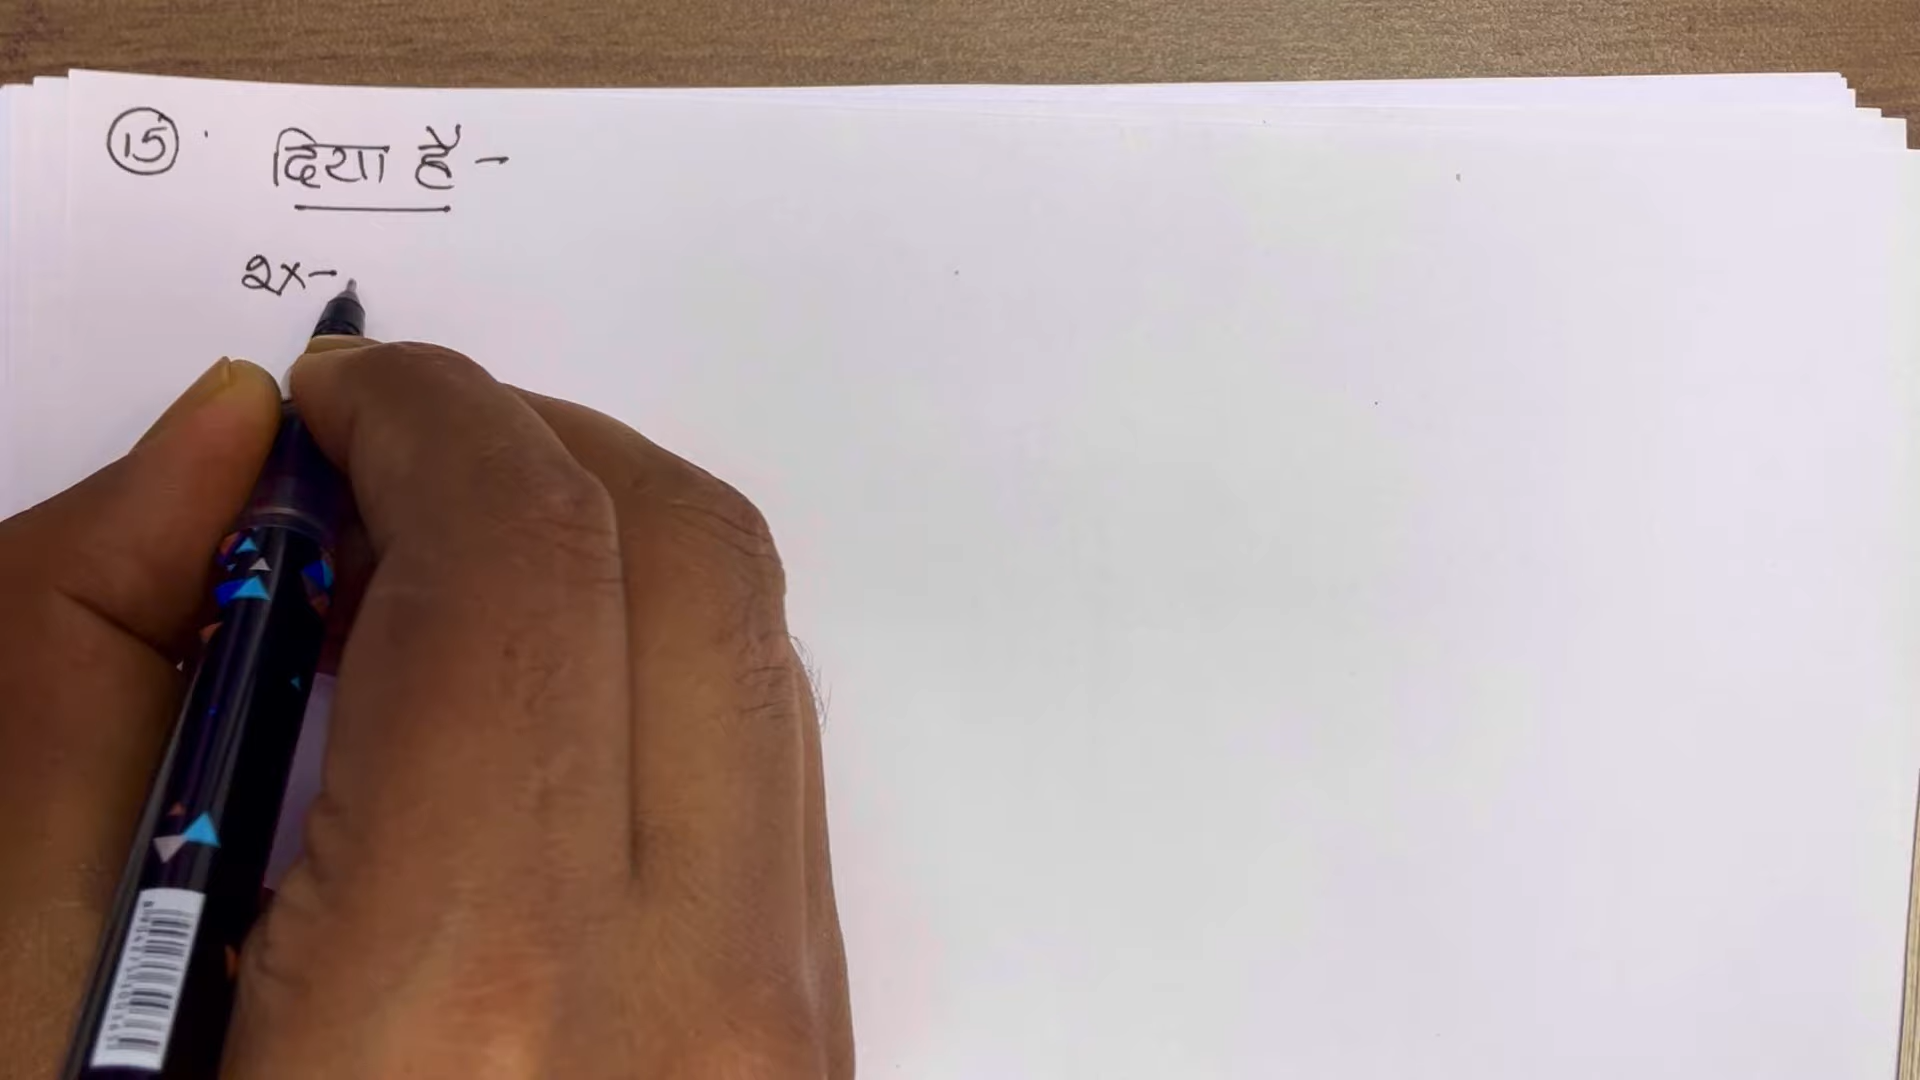 15. दिया है -
2x-